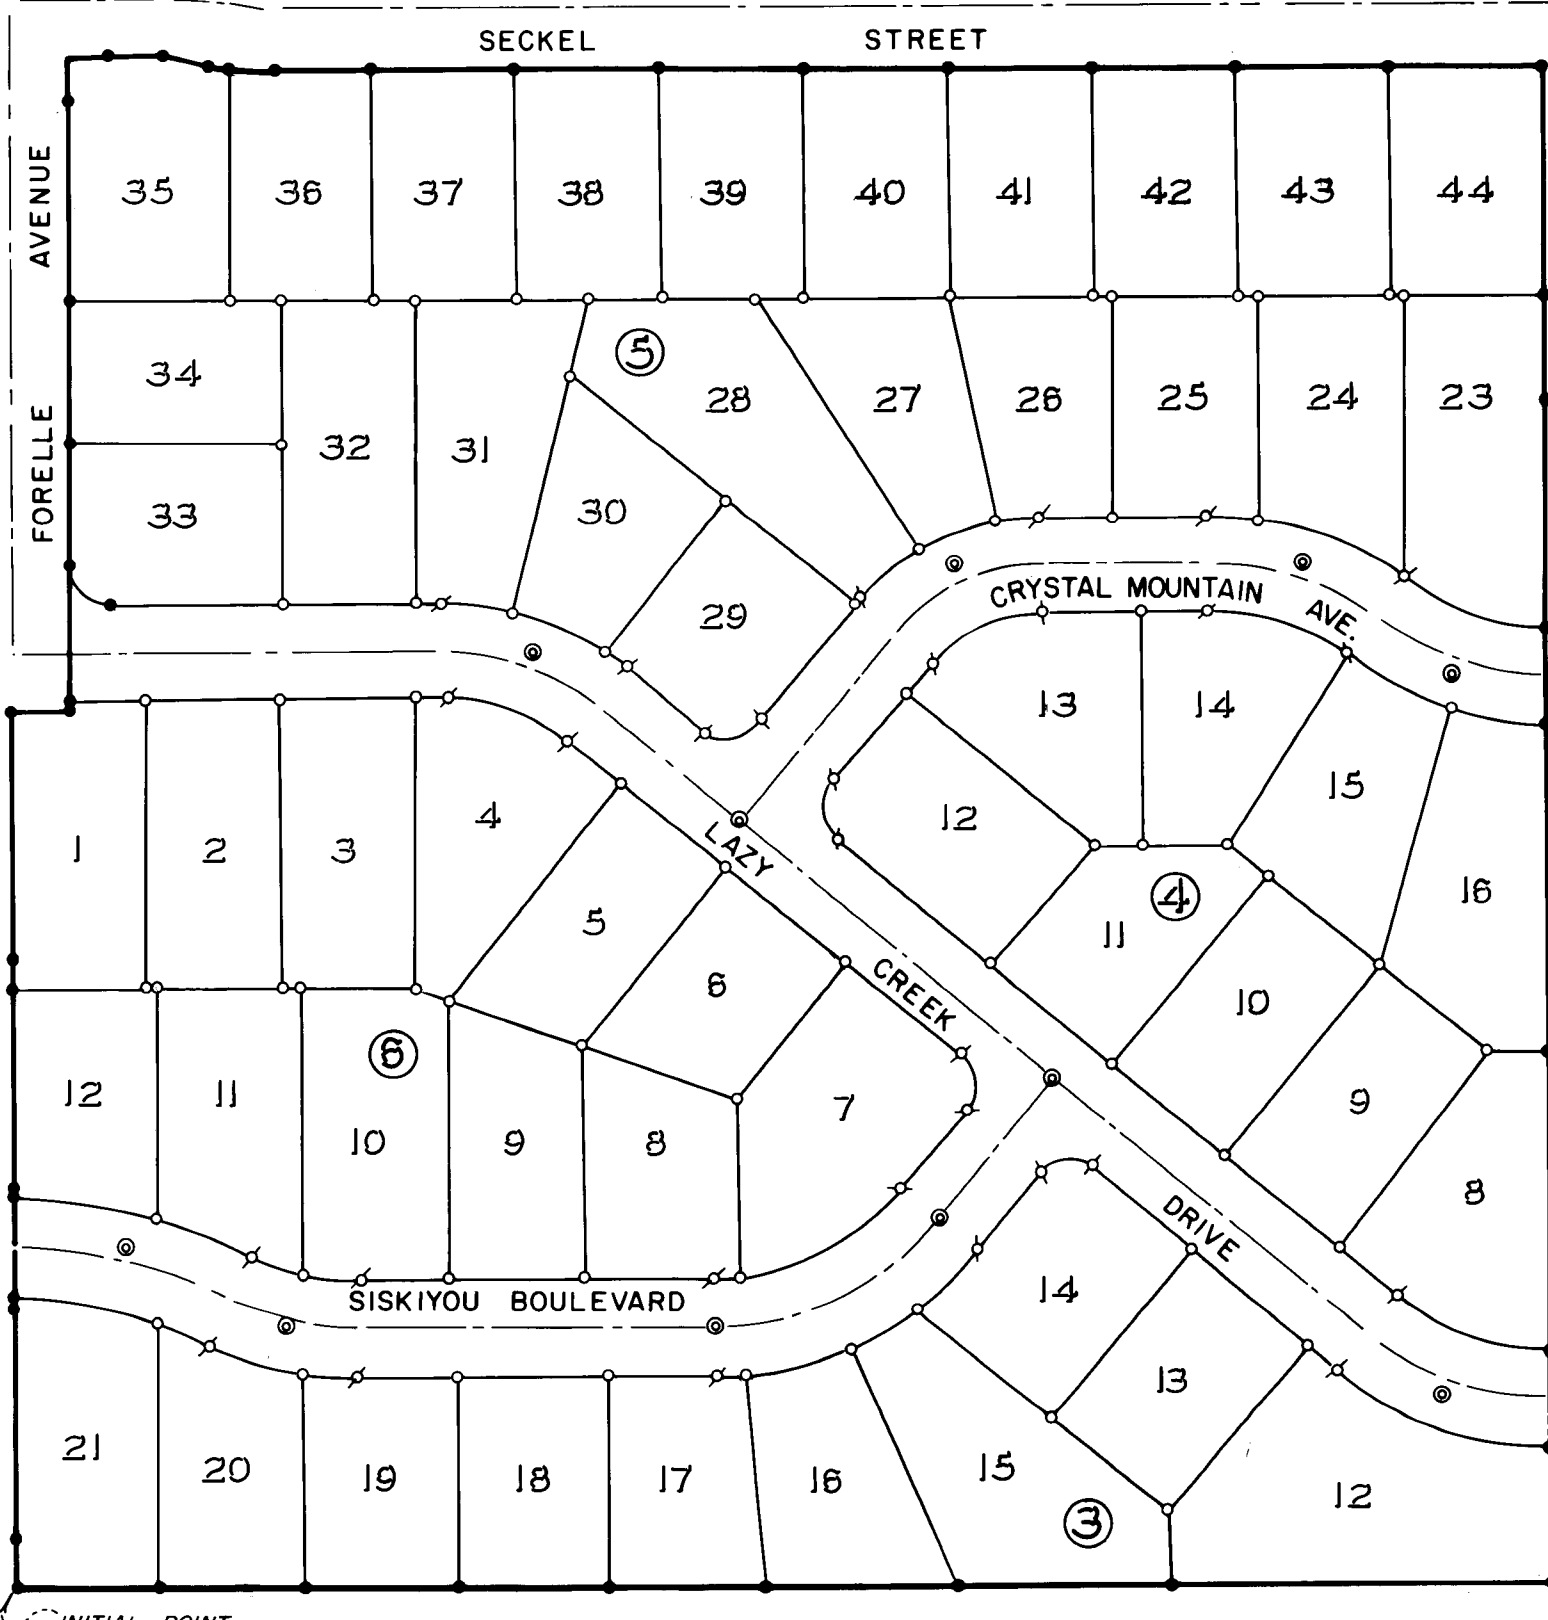 SECKEL STREET
AVENUE
FORELLE
35 36 37 38 39 40 41 42 43 44
34
5
28 27 26 25 24 23
32 31
33 30
29
CRYSTAL MOUNTAIN AVE.
13 14
15
4 12
1 2 3
LAZY
16
4
5 11
6 10
CREEK
6
12 11 9
10 9 8 7
8
DRIVE
14
SISKIYOU BOULEVARD
13
21 20 19 18 17 16 15 12
3
INITIAL POINT